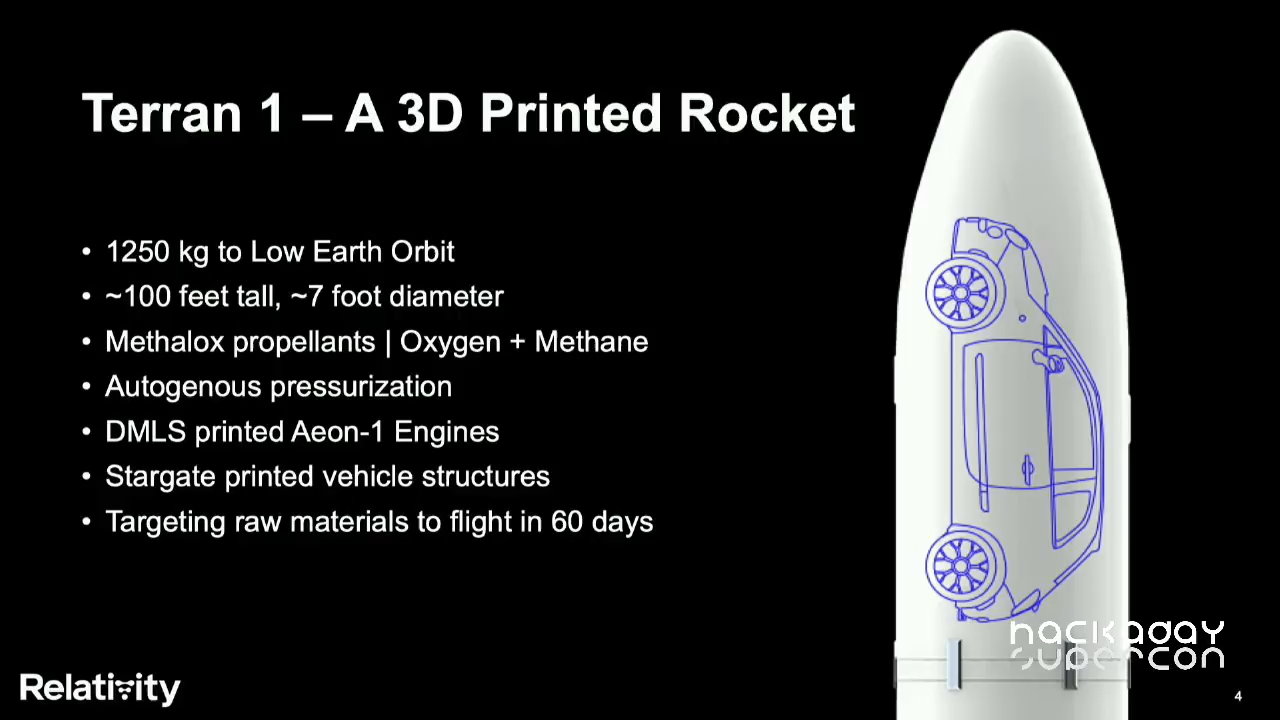 Terran 1 – A 3D Printed Rocket
• 1250 kg to Low Earth Orbit
• ~100 feet tall, ~7 foot diameter
• Methalox propellants | Oxygen + Methane
• Autogenous pressurization
• DMLS printed Aeon-1 Engines
• Stargate printed vehicle structures
• Targeting raw materials to flight in 60 days
hackaday
supercon
Relativity
4